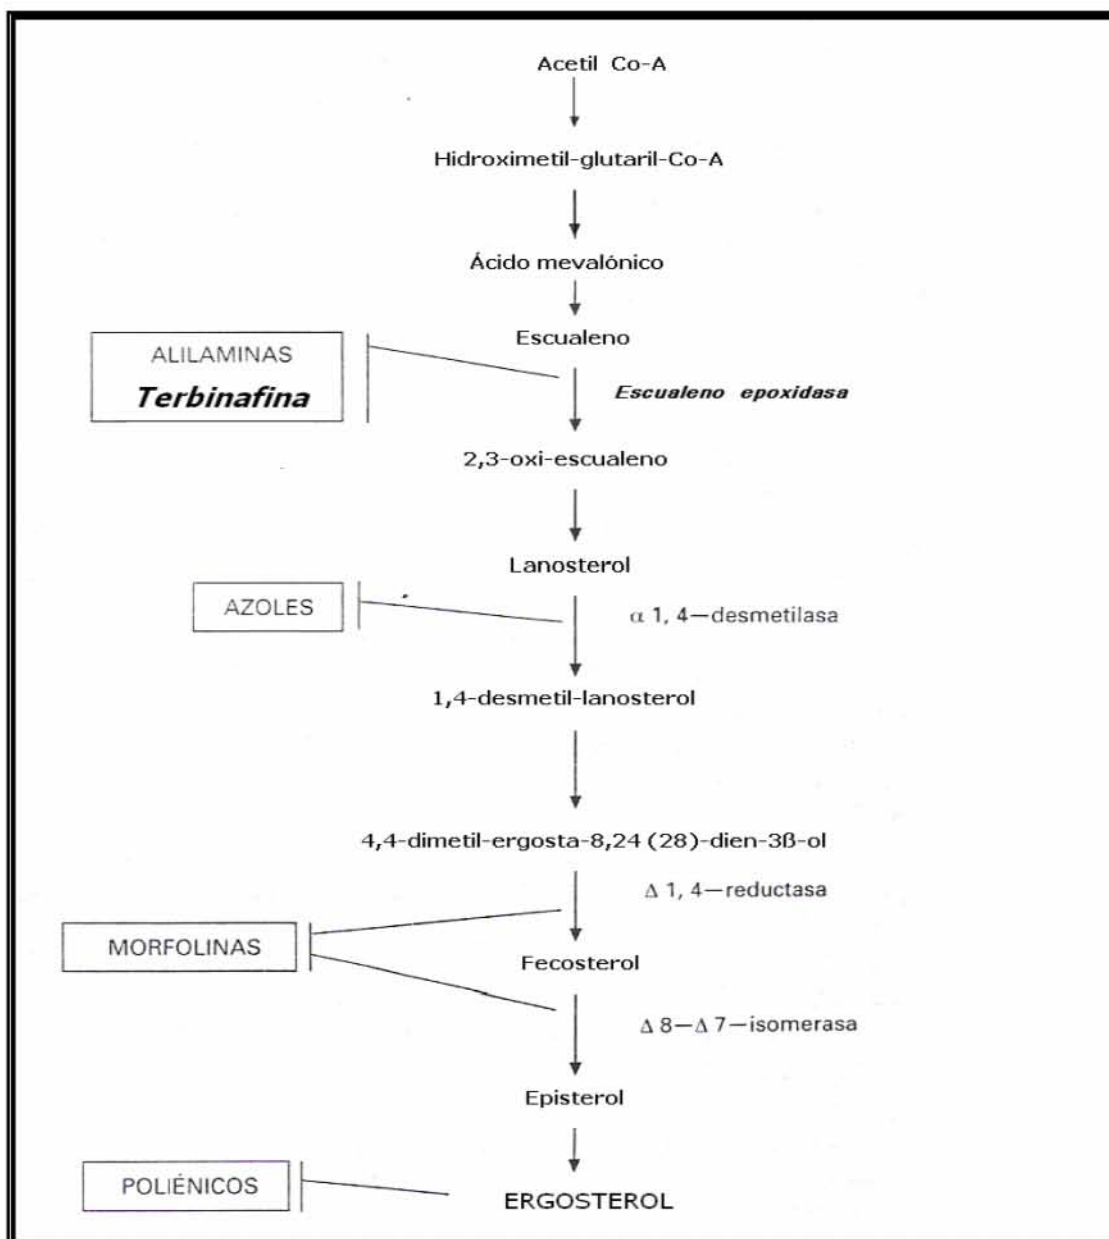 Acetil Co-A
Hidroximetil-glutaril-Co-A
Ácido mevalónico
Escualeno
ALILAMINAS
Terbinafina
Escualeno epoxidasa
2,3-oxi-escualeno
Lanosterol
AZOLES
α 1, 4—desmetilasa
1,4-desmetil-lanosterol
4,4-dimetil-ergosta-8,24 (28)-dien-3ß-ol
Δ 1, 4—reductasa
MORFOLINAS
Fecosterol
Δ 8—Δ 7—isomerasa
Episterol
POLIÉNICOS
ERGOSTEROL